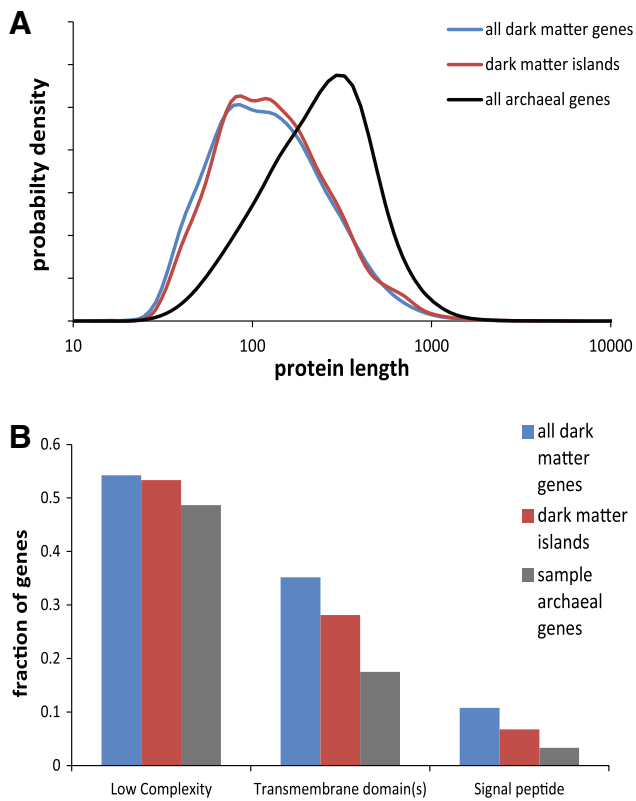 A
all dark matter genes
dark matter islands
all archaeal genes
probabilty density
10
100
1000
10000
protein length
B
all dark
matter
genes
dark matter
islands
sample
archaeal
genes
fraction of genes
0.6
0.5
0.4
0.3
0.2
0.1
0
Low Complexity
Transmembrane domain(s)
Signal peptide